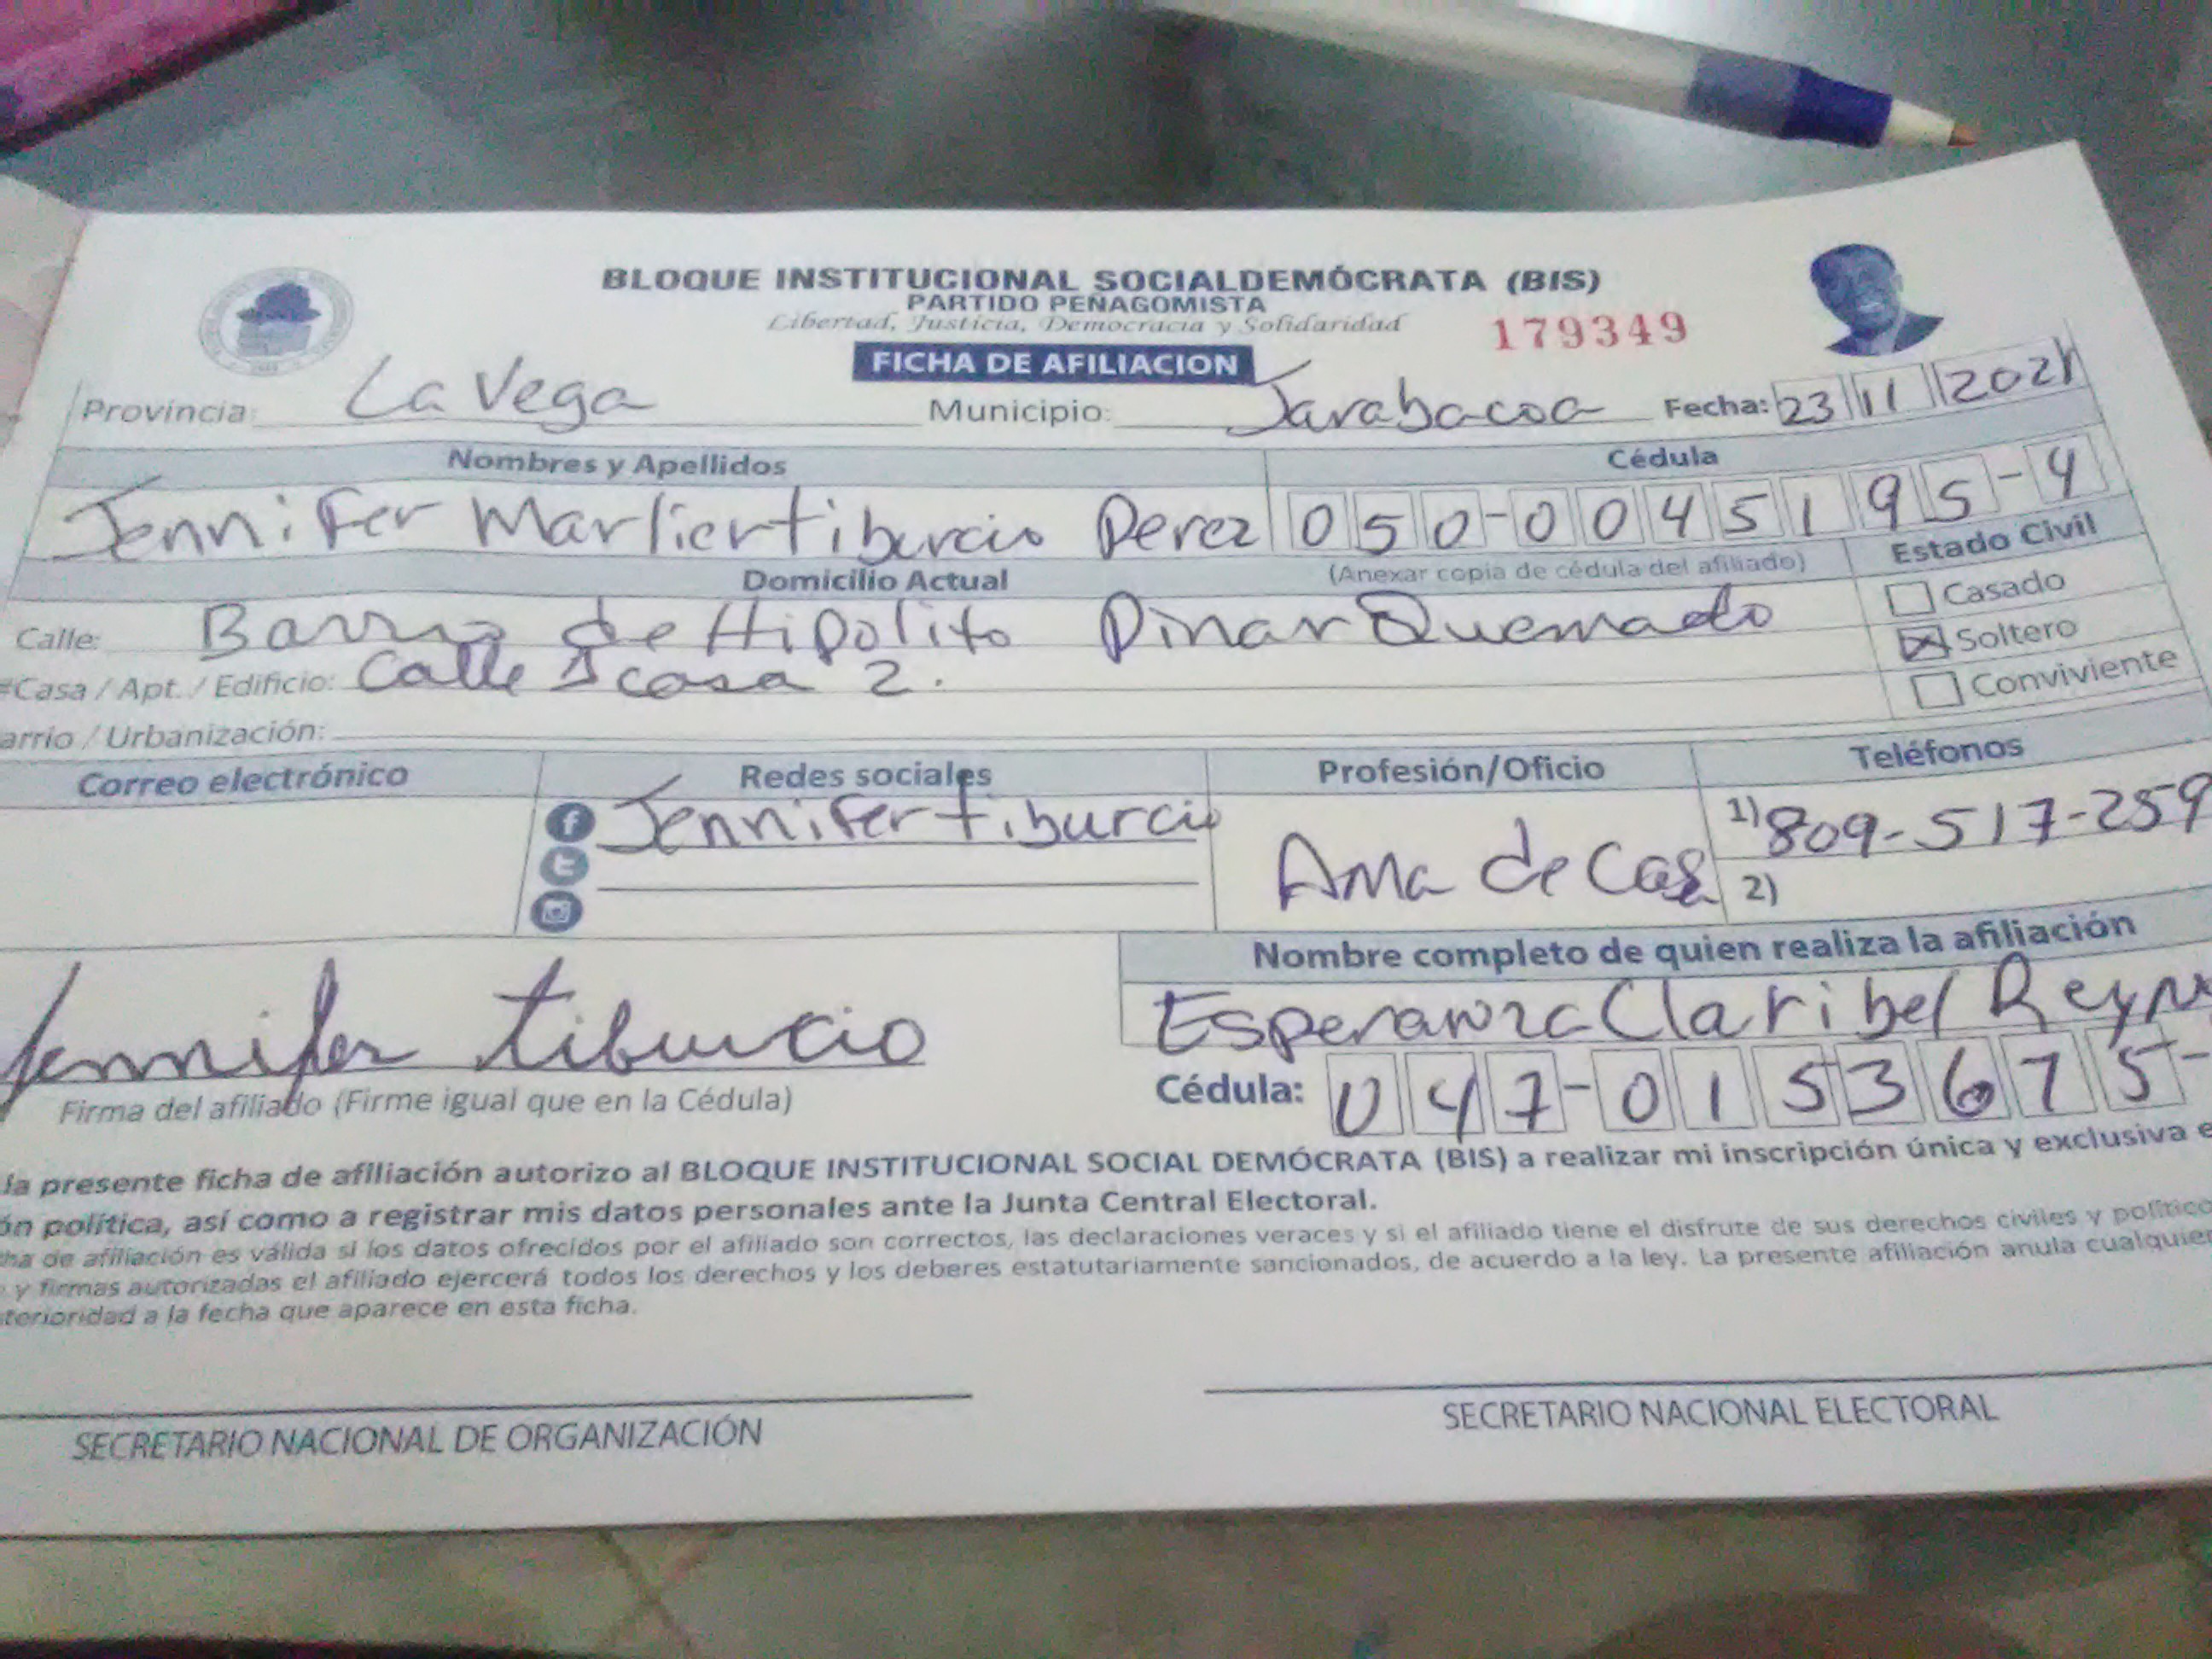 BLOQUE INSTITUCIONAL SOCIALDEMÓCRATA (BIS)
PARTIDO PEÑAGOMISTA
Libertad, Justicia, Democracia y Solidaridad
179349
FICHA DE AFILIACION
Provincia: La Vega Municipio: Jarabacoa Fecha: 23 11 2021
Nombres y Apellidos Cédula
Jennifer Marlier tiburcio Perez 050-0045195-4
Domicilio Actual (Anexar copia de cédula del afiliado) Estado Civil
Calle: Barrio de Hipolito Pinar Quemado
#Casa / Apt. / Edificio: Calle 1 casa 2.
arrio / Urbanización:
Casado
Soltero
Conviviente
Correo electrónico Redes sociales Profesión/Oficio Teléfonos
Jennifer tiburcio Ama de Casa 1) 809-517-259
2)
Nombre completo de quien realiza la afiliación
Esperanza Claribel Reyn
Jennifer tiburcio
Firma del afiliado (Firme igual que en la Cédula)
Cédula: 047-0153675-
la presente ficha de afiliación autorizo al BLOQUE INSTITUCIONAL SOCIAL DEMÓCRATA (BIS) a realizar mi inscripción única y exclusiva e
ón política, así como a registrar mis datos personales ante la Junta Central Electoral.
ha de afiliación es válida si los datos ofrecidos por el afiliado son correctos, las declaraciones veraces y si el afiliado tiene el disfrute de sus derechos civiles y político
y firmas autorizadas el afiliado ejercerá todos los derechos y los deberes estatutariamente sancionados, de acuerdo a la ley. La presente afiliación anula cualquier
terioridad a la fecha que aparece en esta ficha.
SECRETARIO NACIONAL DE ORGANIZACIÓN SECRETARIO NACIONAL ELECTORAL